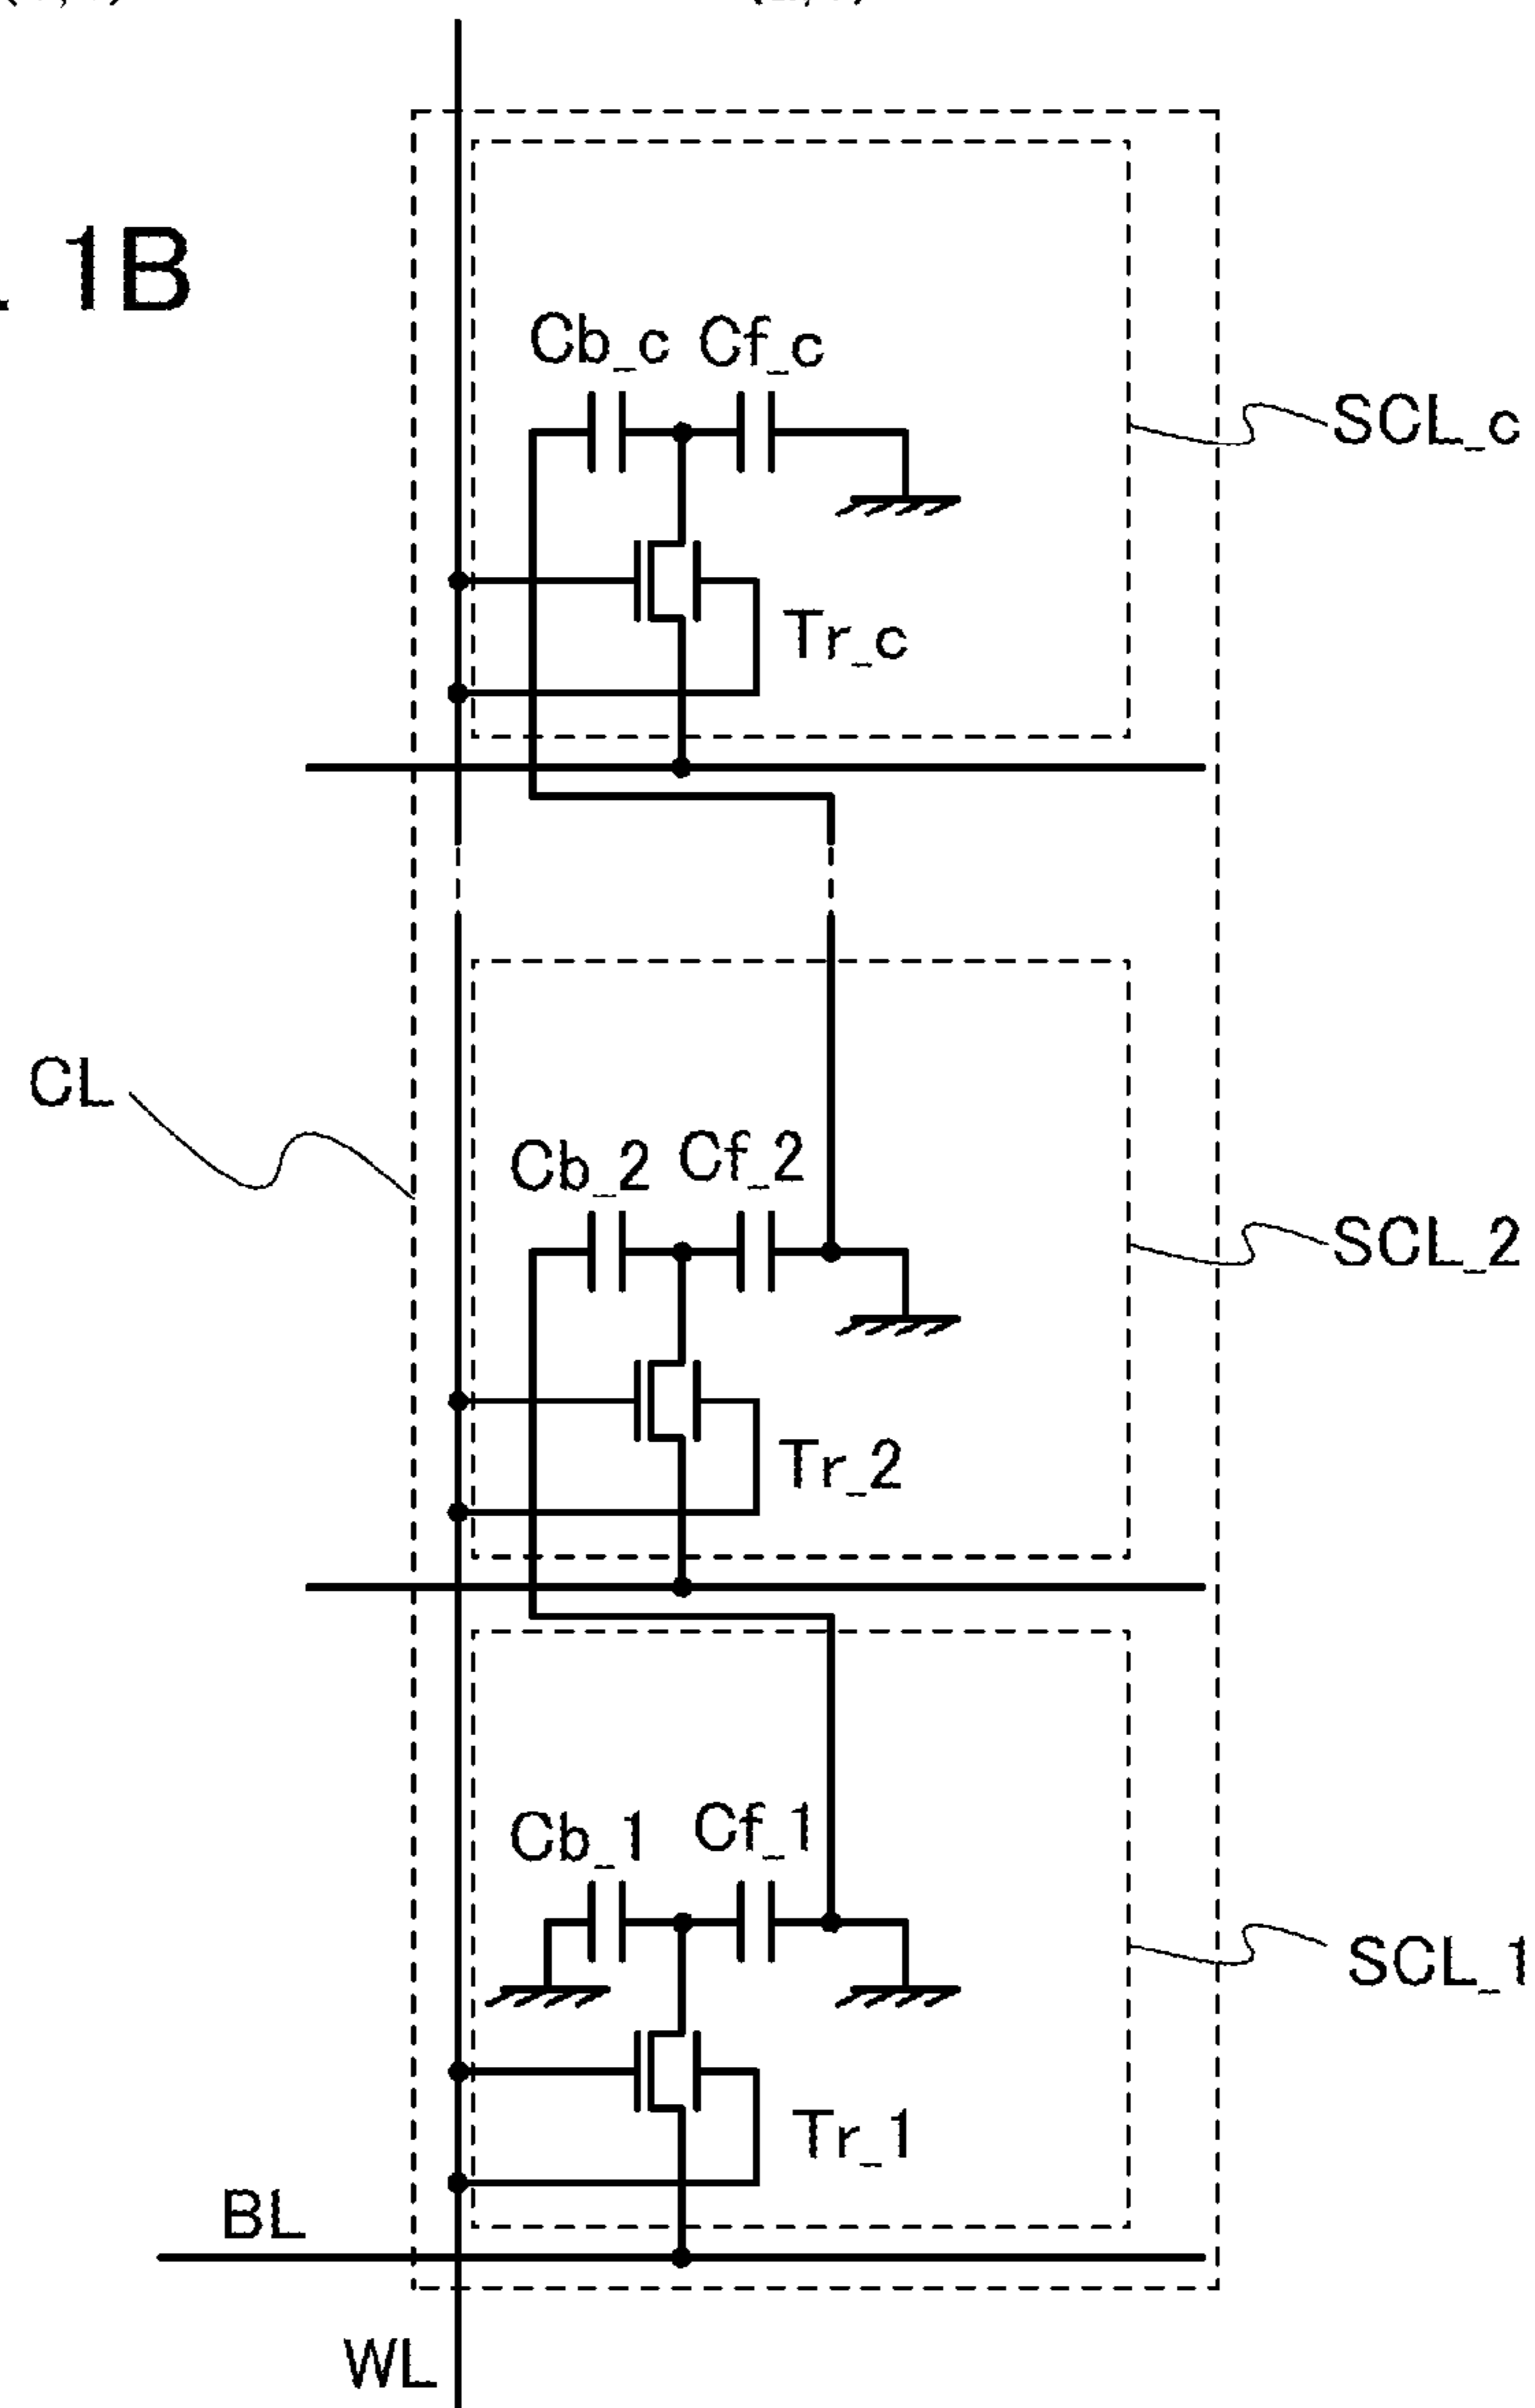 1B
Cb_c Cf_c
SCL_c
Tr_c
CL
Cb_2 Cf_2
SCL_2
Tr_2
Cb_1 Cf_1
SCL_1
Tr_1
BL
WL